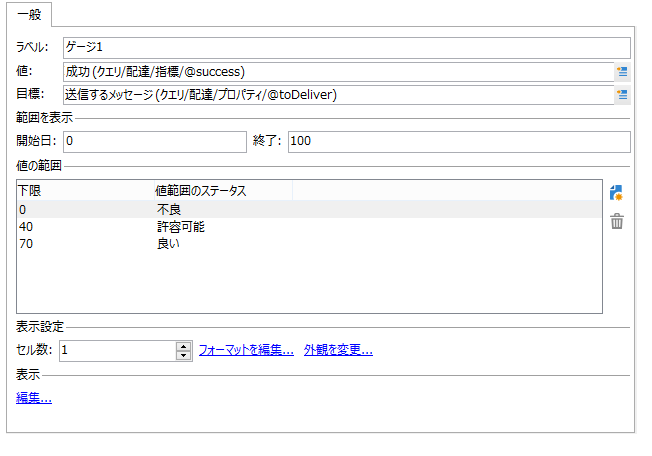 一般
ラベル: ゲージ1
値: 成功 (クエリ/配達/指標/@success)
目標: 送信するメッセージ (クエリ/配達/プロパティ/@toDeliver)
範囲を表示
開始日: 0 終了: 100
値の範囲
下限 値範囲のステータス
0 不良
40 許容可能
70 良い
表示設定
セル数: 1 フォーマットを編集... 外観を変更...
表示
編集...